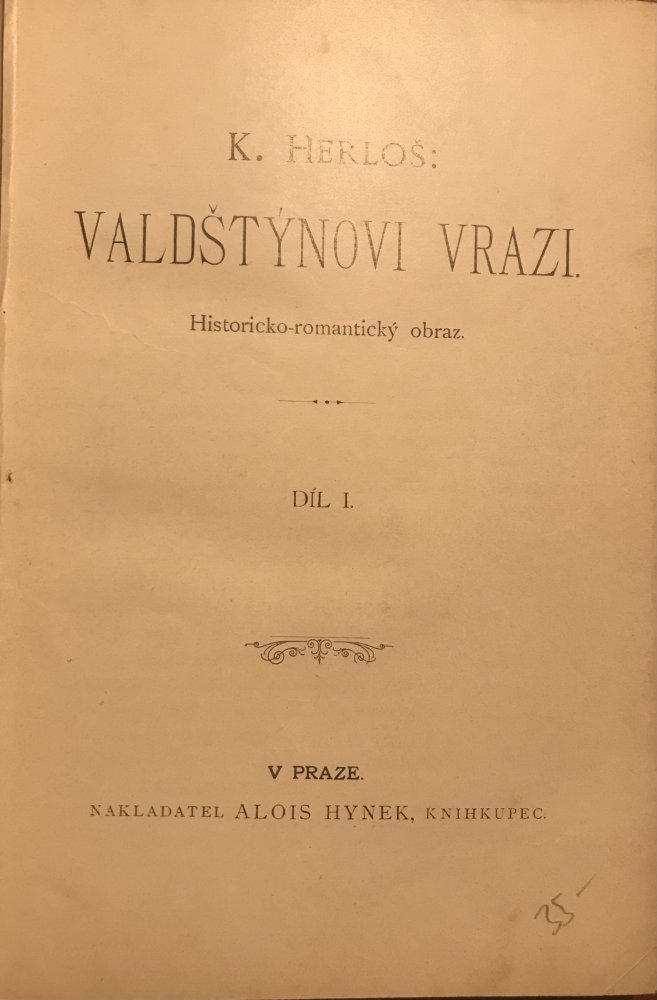 K. HERLOŠ:
VALDŠTÝNOVI VRAZI.
Historicko-romantický obraz.
DÍL I.
V PRAZE.
NAKLADATEL ALOIS HYNEK, KNIHKUPEC.